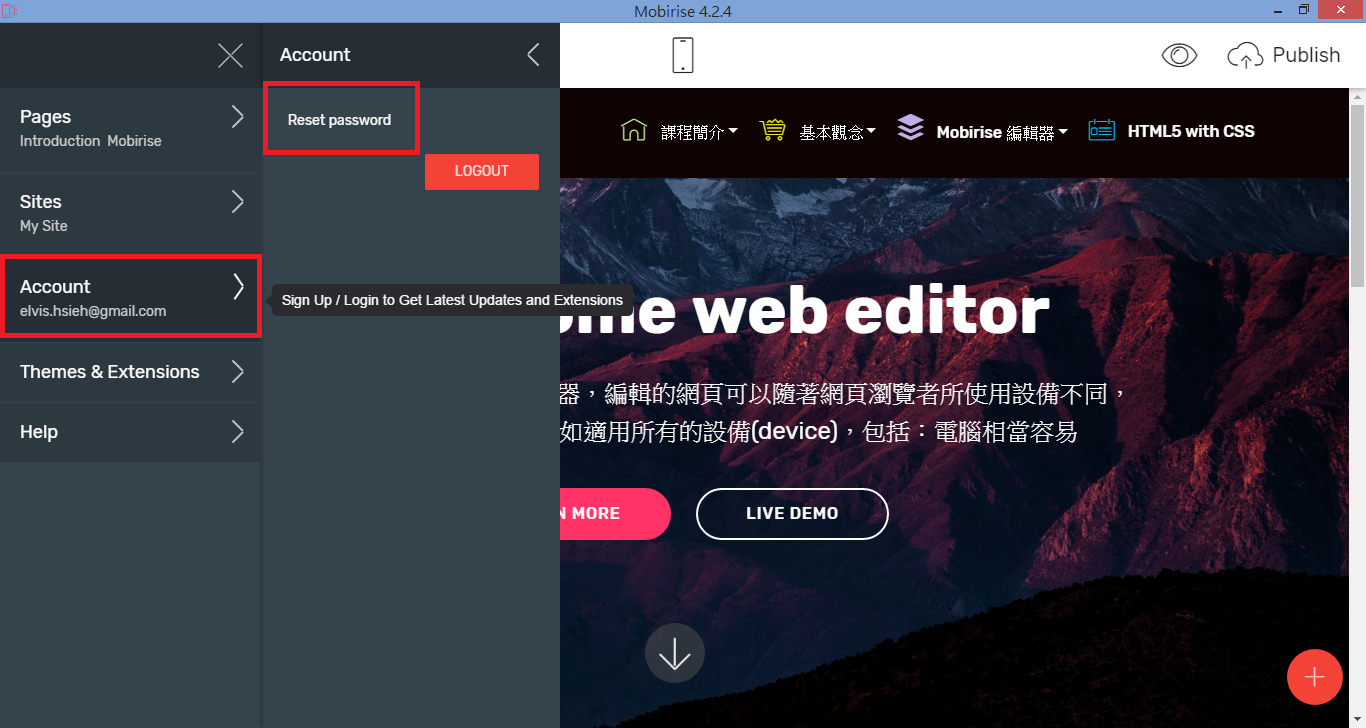 Mobirise 4.2.4
Account
Publish
Pages
Introduction Mobirise
Reset password
課程簡介
基本觀念
Mobirise 編輯器
HTML5 with CSS
LOGOUT
Sites
My Site
Account
elvis.hsieh@gmail.com
Sign Up / Login to Get Latest Updates and Extensions
me web editor
Themes & Extensions
器，編輯的網頁可以隨著網頁瀏覽者所使用設備不同，
Help
如適用所有的設備(device)，包括：電腦相當容易
N MORE
LIVE DEMO